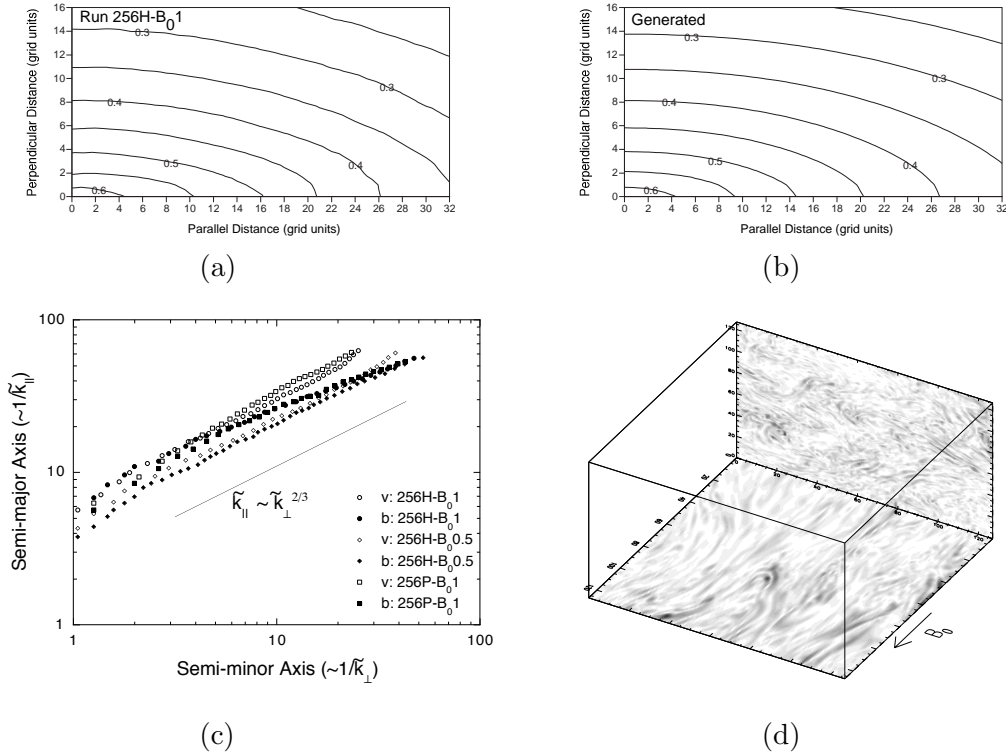 Run 256H-B₀1
Perpendicular Distance (grid units)
16
14
12
10
8
6
4
2
0
0.3
0.3
0.4
0.4
0.5
0.6
0 2 4 6 8 10 12 14 16 18 20 22 24 26 28 30 32
Parallel Distance (grid units)
(a)
Generated
Perpendicular Distance (grid units)
16
14
12
10
8
6
4
2
0
0.3
0.3
0.4
0.4
0.5
0.6
0 2 4 6 8 10 12 14 16 18 20 22 24 26 28 30 32
Parallel Distance (grid units)
(b)
Semi-major Axis (~1/k̃||)
100
10
1
k̃|| ~ k̃⊥^2/3
v: 256H-B₀1
b: 256H-B₀1
v: 256H-B₀0.5
b: 256H-B₀0.5
v: 256P-B₀1
b: 256P-B₀1
1 10 100
Semi-minor Axis (~1/k̃⊥)
(c)
B₀
(d)